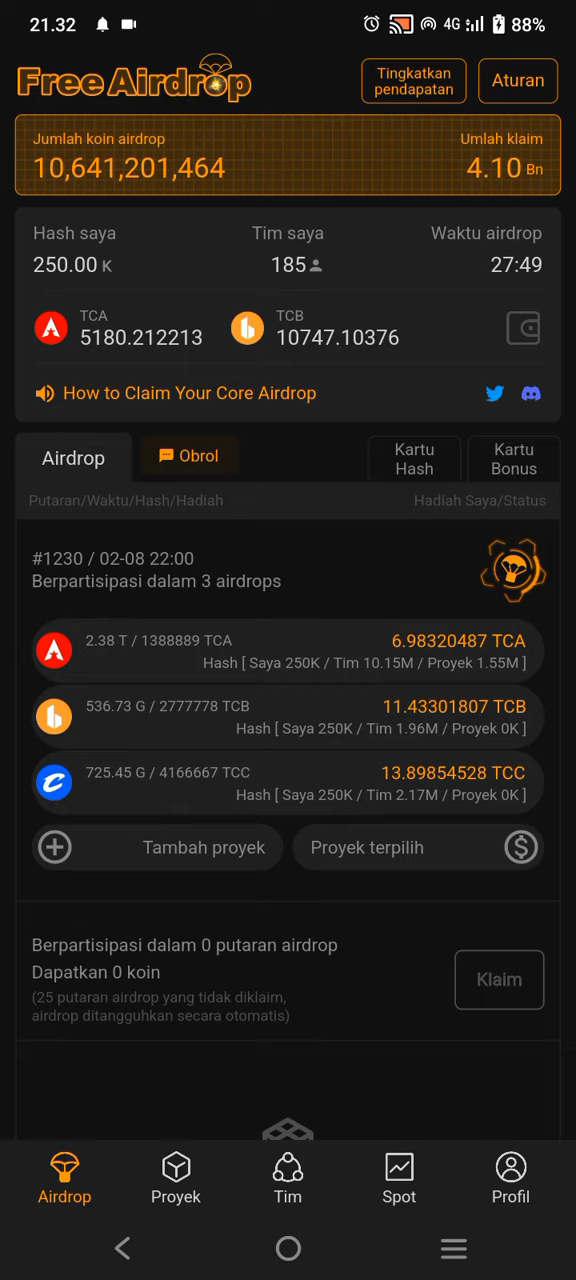 21.32
4G
88%
Free Airdrop
Tingkatkan pendapatan
Aturan
Jumlah koin airdrop
Umlah klaim
10,641,201,464
4.10 Bn
Hash saya
Tim saya
Waktu airdrop
250.00 K
185
27:49
TCA
5180.212213
TCB
10747.10376
How to Claim Your Core Airdrop
Airdrop
Obrol
Kartu Hash
Kartu Bonus
Putaran/Waktu/Hash/Hadiah
Hadiah Saya/Status
#1230 / 02-08 22:00
Berpartisipasi dalam 3 airdrops
2.38 T / 1388889 TCA
6.98320487 TCA
Hash [ Saya 250K / Tim 10.15M / Proyek 1.55M ]
536.73 G / 2777778 TCB
11.43301807 TCB
Hash [ Saya 250K / Tim 1.96M / Proyek 0K ]
725.45 G / 4166667 TCC
13.89854528 TCC
Hash [ Saya 250K / Tim 2.17M / Proyek 0K ]
Tambah proyek
Proyek terpilih
Berpartisipasi dalam 0 putaran airdrop
Dapatkan 0 koin
(25 putaran airdrop yang tidak diklaim,
airdrop ditangguhkan secara otomatis)
Klaim
Airdrop
Proyek
Tim
Spot
Profil